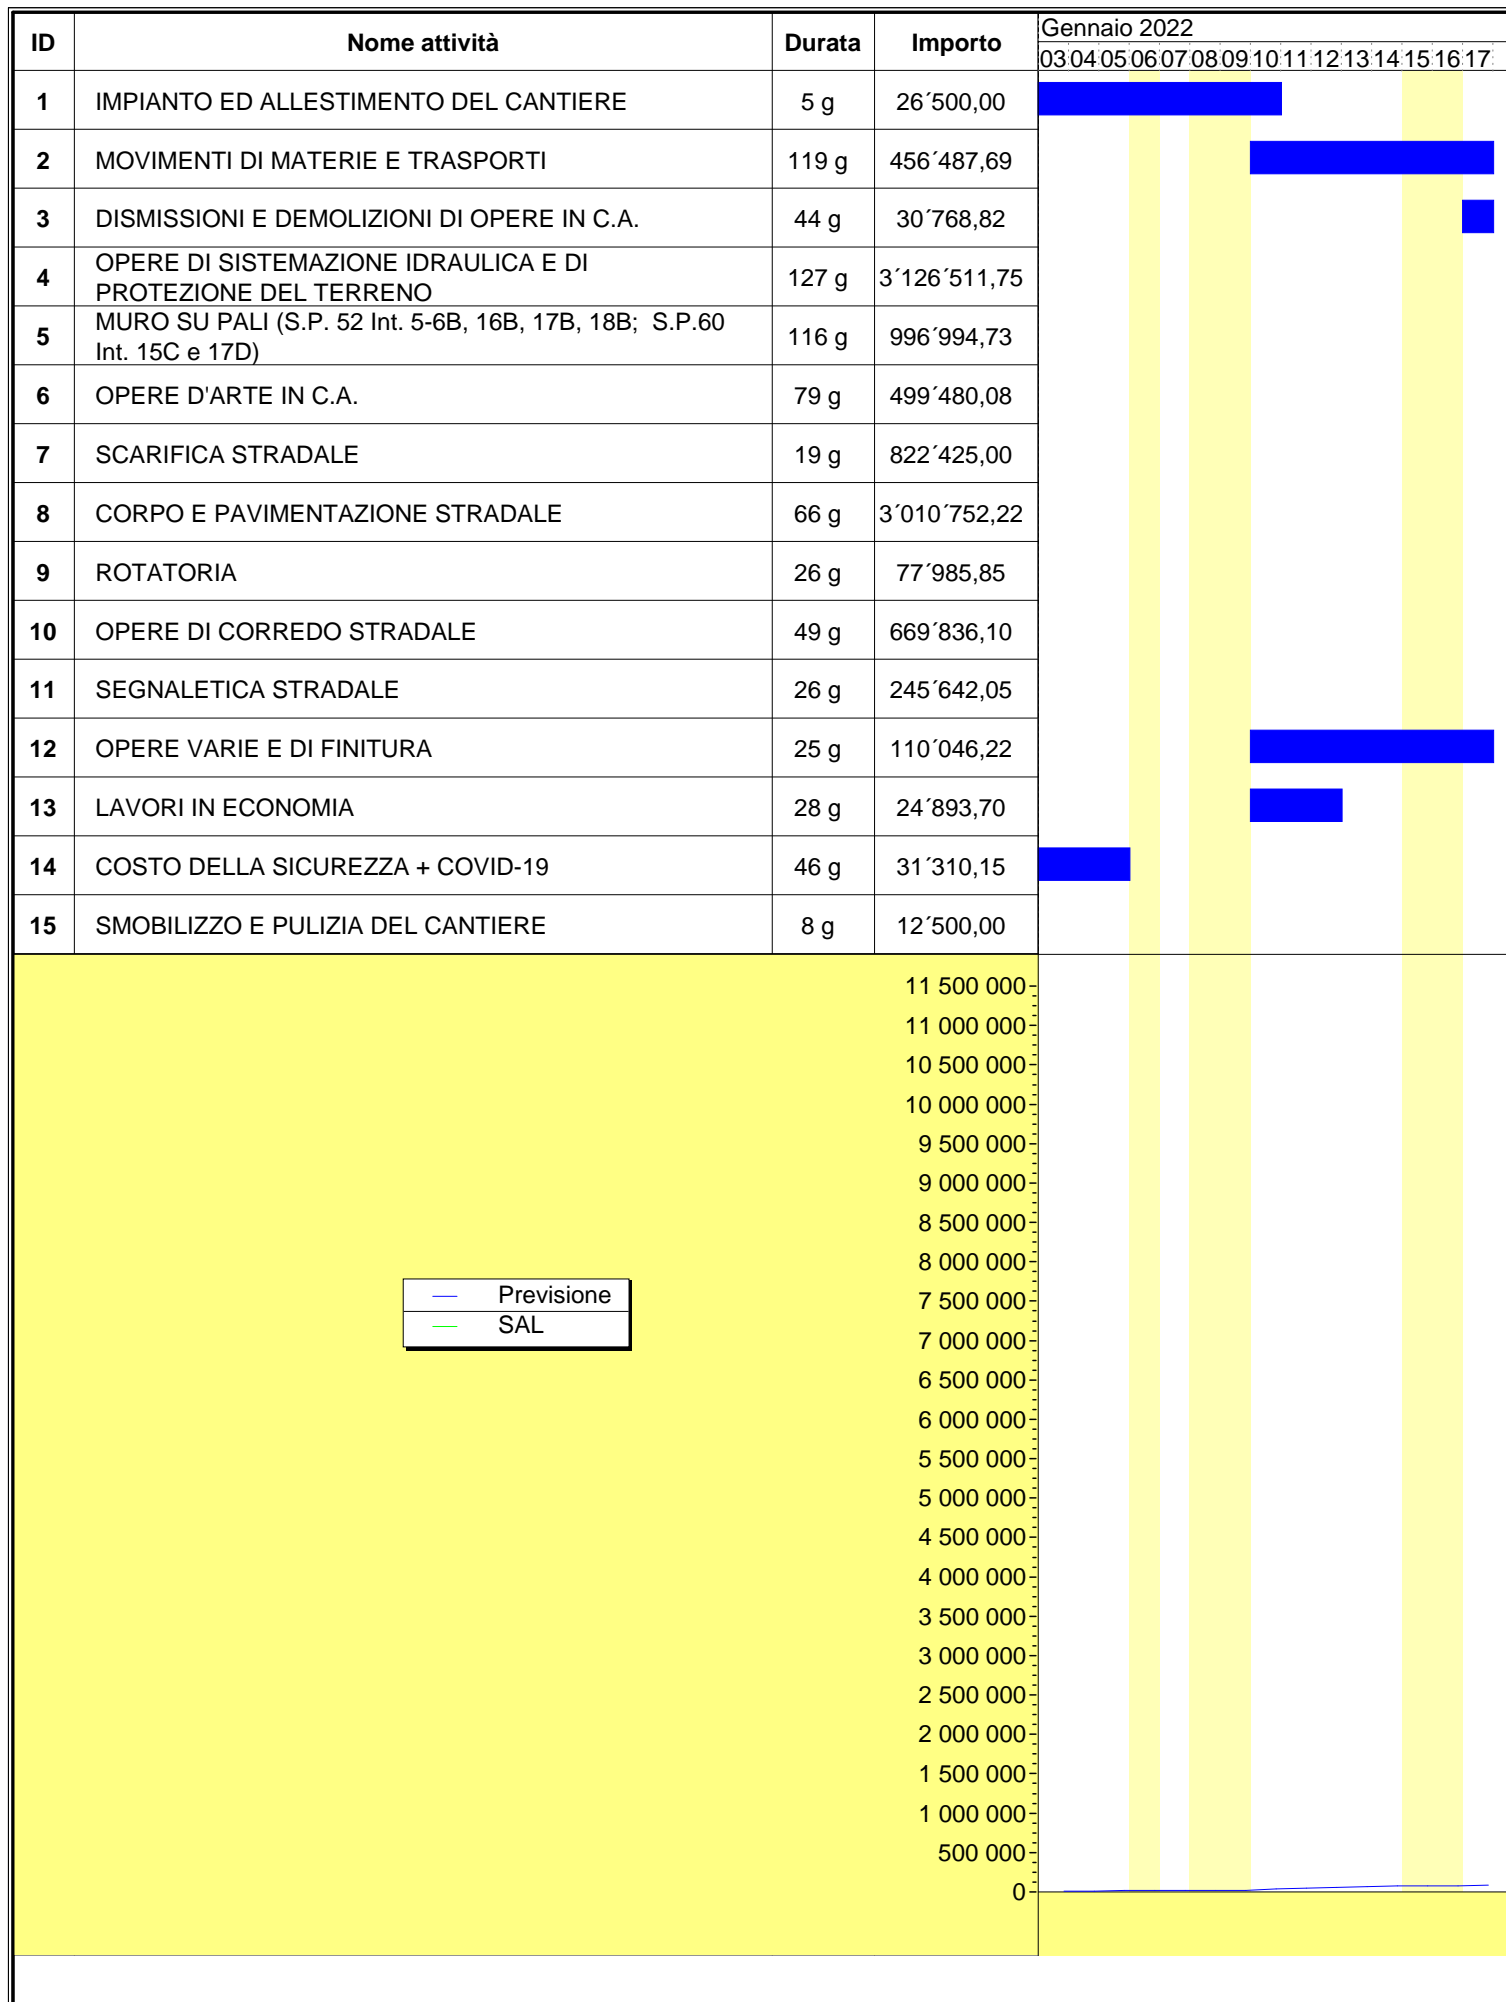 ID Nome attività Durata Importo Gennaio 2022
03 04 05 06 07 08 09 10 11 12 13 14 15 16 17
1 IMPIANTO ED ALLESTIMENTO DEL CANTIERE 5 g 26´500,00
2 MOVIMENTI DI MATERIE E TRASPORTI 119 g 456´487,69
3 DISMISSIONI E DEMOLIZIONI DI OPERE IN C.A. 44 g 30´768,82
4 OPERE DI SISTEMAZIONE IDRAULICA E DI
PROTEZIONE DEL TERRENO 127 g 3´126´511,75
5 MURO SU PALI (S.P. 52 Int. 5-6B, 16B, 17B, 18B; S.P.60
Int. 15C e 17D) 116 g 996´994,73
6 OPERE D'ARTE IN C.A. 79 g 499´480,08
7 SCARIFICA STRADALE 19 g 822´425,00
8 CORPO E PAVIMENTAZIONE STRADALE 66 g 3´010´752,22
9 ROTATORIA 26 g 77´985,85
10 OPERE DI CORREDO STRADALE 49 g 669´836,10
11 SEGNALETICA STRADALE 26 g 245´642,05
12 OPERE VARIE E DI FINITURA 25 g 110´046,22
13 LAVORI IN ECONOMIA 28 g 24´893,70
14 COSTO DELLA SICUREZZA + COVID-19 46 g 31´310,15
15 SMOBILIZZO E PULIZIA DEL CANTIERE 8 g 12´500,00
11 500 000
11 000 000
10 500 000
10 000 000
9 500 000
9 000 000
8 500 000
8 000 000
7 500 000
7 000 000
6 500 000
6 000 000
5 500 000
5 000 000
4 500 000
4 000 000
3 500 000
3 000 000
2 500 000
2 000 000
1 500 000
1 000 000
500 000
0
Previsione
SAL